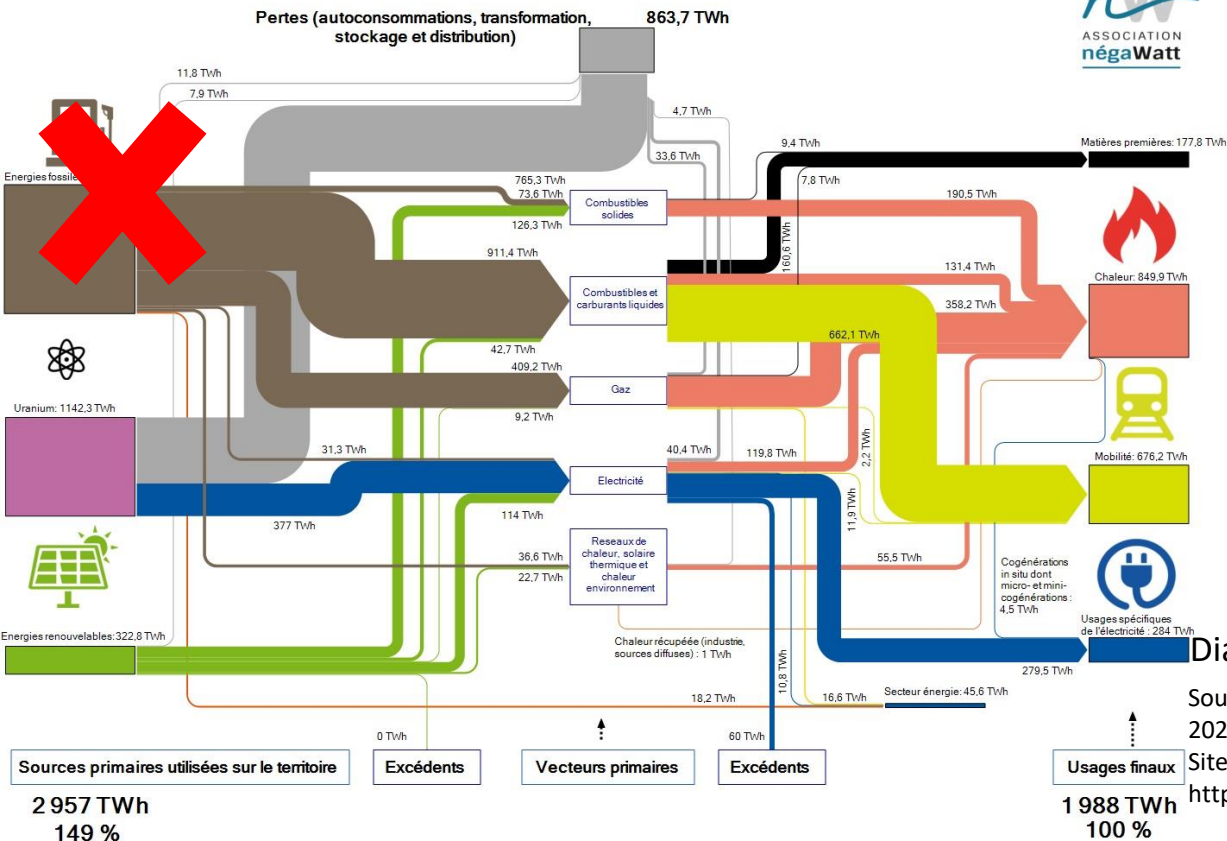 Pertes (autoconsommations, transformation,
stockage et distribution)
863,7 TWh
ASSOCIATION
négaWatt
11,8 TWh
7,9 TWh
4,7 TWh
33,6 TWh
9,4 TWh
7,8 TWh
160,6 TWh
Matières premières: 177,8 TWh
Energies fossile
765,3 TWh
73,6 TWh
126,3 TWh
Combustibles
solides
190,5 TWh
911,4 TWh
Combustibles et
carburants liquides
131,4 TWh
358,2 TWh
Chaleur: 849,9 TWh
662,1 TWh
42,7 TWh
409,2 TWh
Gaz
9,2 TWh
Uranium: 1142,3 TWh
31,3 TWh
377 TWh
Electricité
40,4 TWh
119,8 TWh
2,2 TWh
11,9 TWh
Mobilité: 676,2 TWh
114 TWh
36,6 TWh
22,7 TWh
Reseaux de
chaleur, solaire
thermique et
chaleur
environnement
55,5 TWh
Cogénérations
in situ dont
micro- et mini-
cogénérations :
4,5 TWh
Energies renouvelables: 322,8 TWh
Chaleur récupéée (industrie,
sources diffuses) : 1 TWh
10,8 TWh
Usages spécifiques
de l'électricité : 284 TWh
279,5 TWh
18,2 TWh
16,6 TWh
Secteur énergie: 45,6 TWh
0 TWh
60 TWh
Sources primaires utilisées sur le territoire
Excédents
Vecteurs primaires
Excédents
Usages finaux
2 957 TWh
149 %
1 988 TWh
100 %
Dia
Sou
202
Site
http